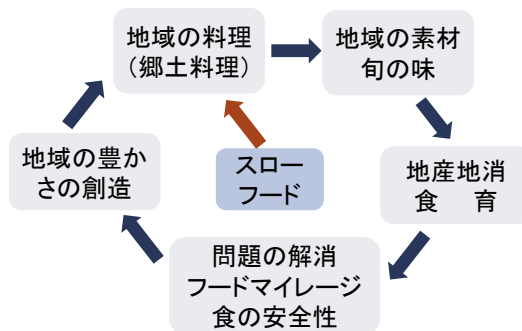 地域の料理
（郷土料理）
地域の素材
旬の味
地域の豊か
さの創造
スロー
フード
地産地消
食　育
問題の解消
フードマイレージ
食の安全性